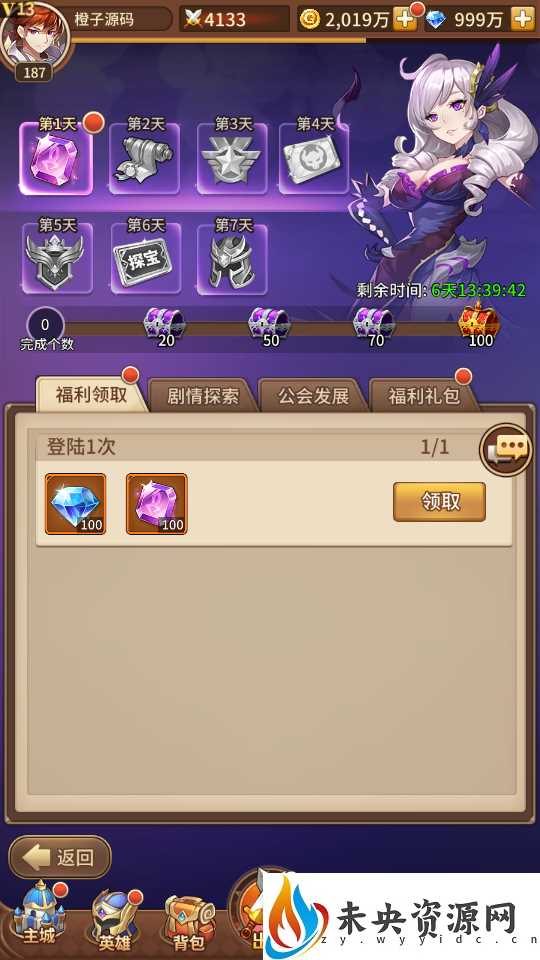 V13
橙子源码
4133
2,019万
999万
187
第1天
第2天
第3天
第4天
第5天
第6天
第7天
探宝
剩余时间: 6天13:39:42
0
完成个数
20
50
70
100
福利领取
剧情探索
公会发展
福利礼包
登陆1次
1/1
100
100
领取
返回
主城
英雄
背包
出
未央资源网
zy.wyyidc.cn